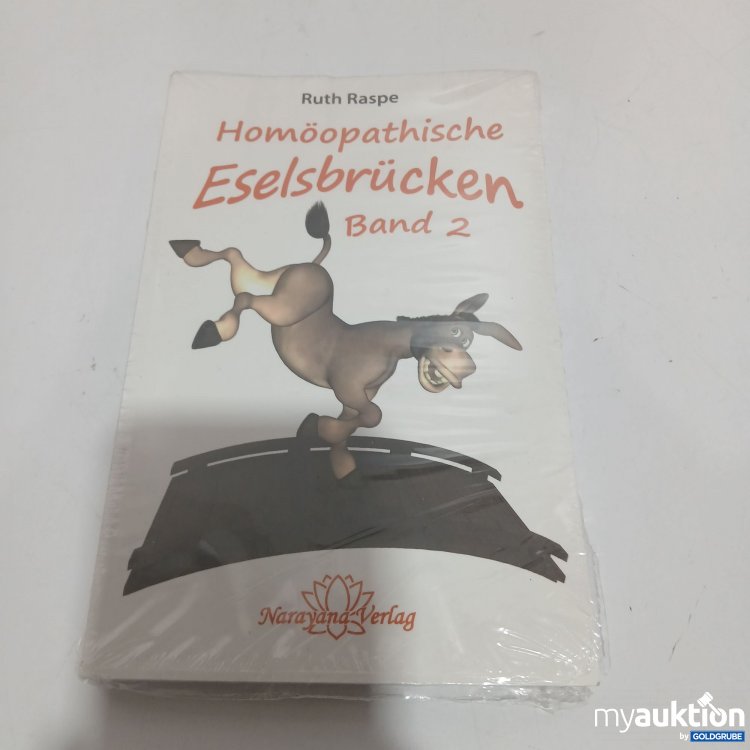 Ruth Raspe
Homöopathische
Eselsbrücken
Band 2
Narayana Verlag
myauktion
by GOLDGRUBE